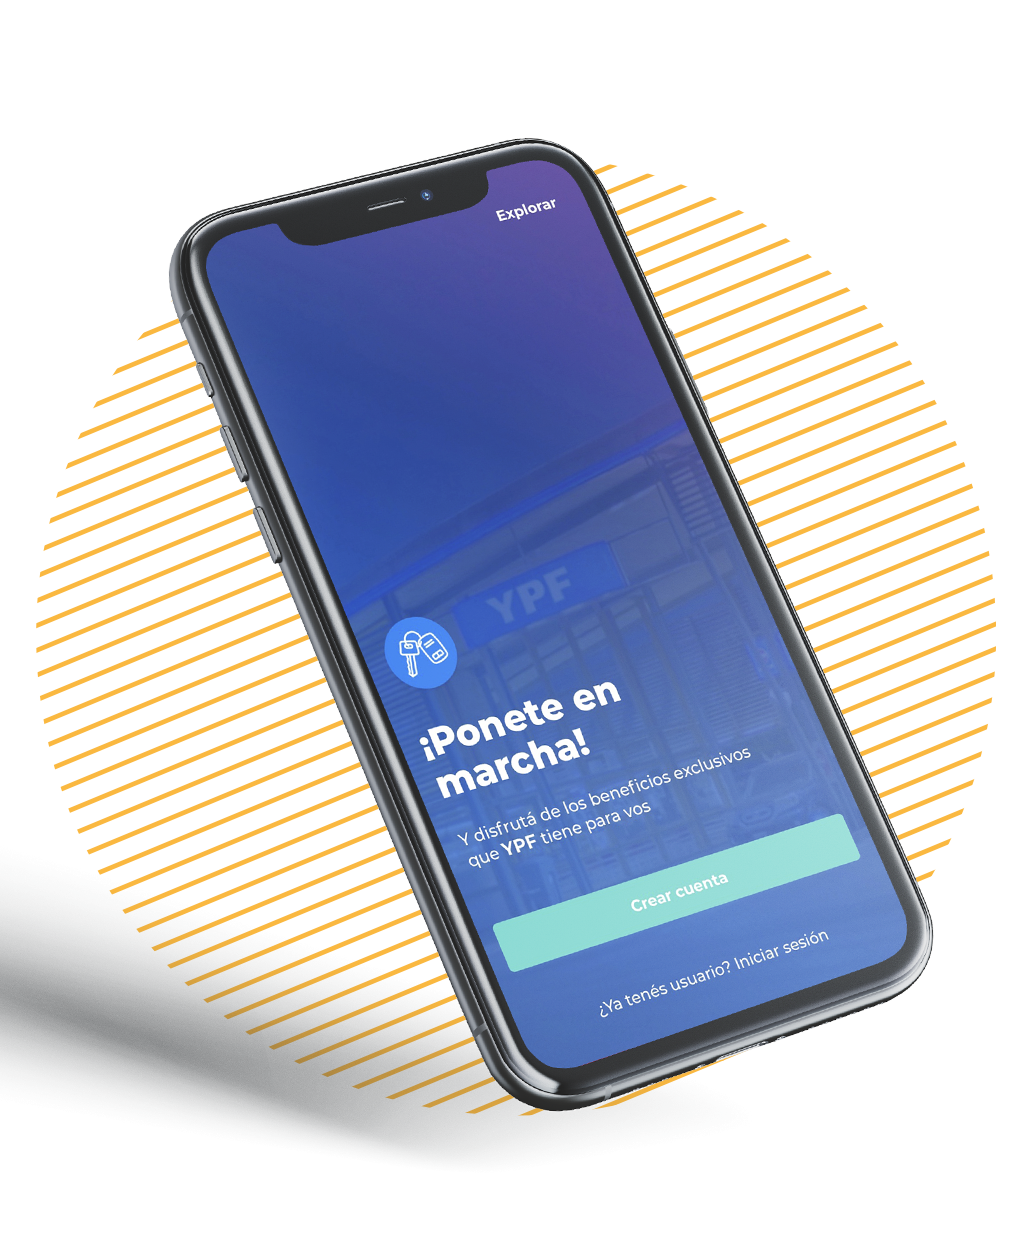 Explorar
YPF
¡Ponete en
marcha!
Y disfrutá de los beneficios exclusivos
que YPF tiene para vos
Crear cuenta
¿Ya tenés usuario? Iniciar sesión